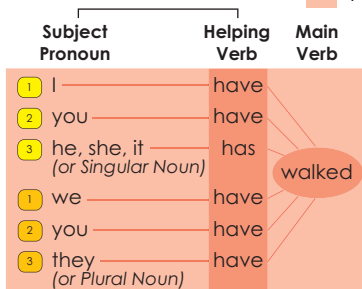 Subject Helping Main
Pronoun Verb Verb
1 I have
2 you have
3 he, she, it has
(or Singular Noun)
walked
1 we have
2 you have
3 they have
(or Plural Noun)